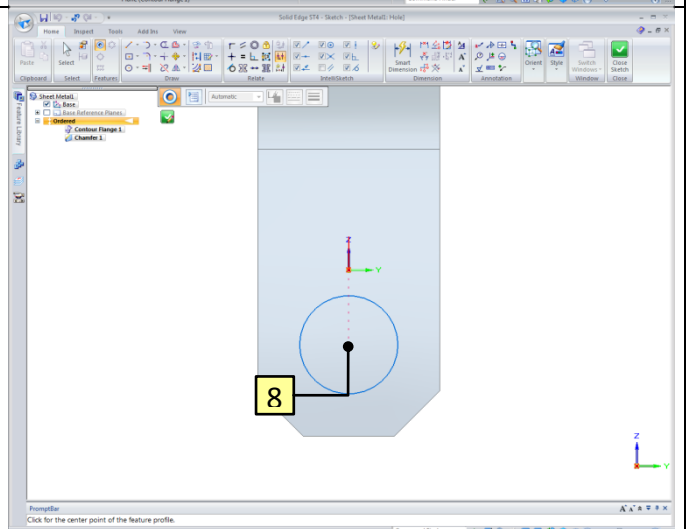 Solid Edge ST4 - Sketch - [Sheet Metal1: Hole]
Home Inspect Tools Add Ins View
Paste Select Smart Dimension Orient Style Switch Windows Close Sketch
Clipboard Select Features Draw Relate IntelliSketch Dimension Annotation Window Close
Automatic
Feature Library
Sheet Metal1
Base
Base Reference Planes
Ordered
Contour Flange 1
Chamfer 1
Z
Y
8
Z
Y
PromptBar
Click for the center point of the feature profile.